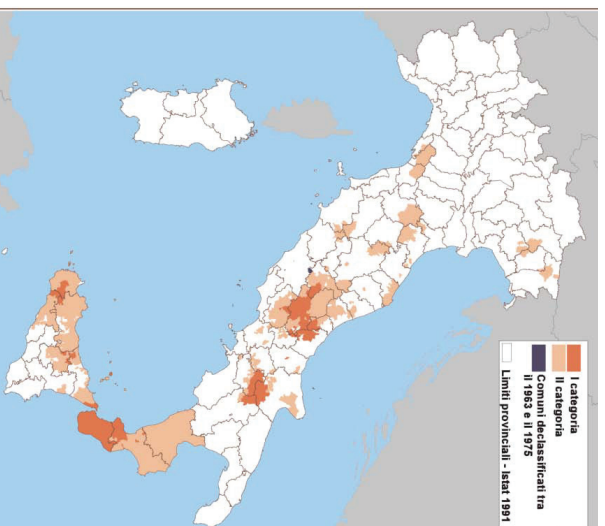 I categoria
II categoria
Comuni declassificati tra
il 1963 e il 1975
Limiti provinciali - Istat 1991